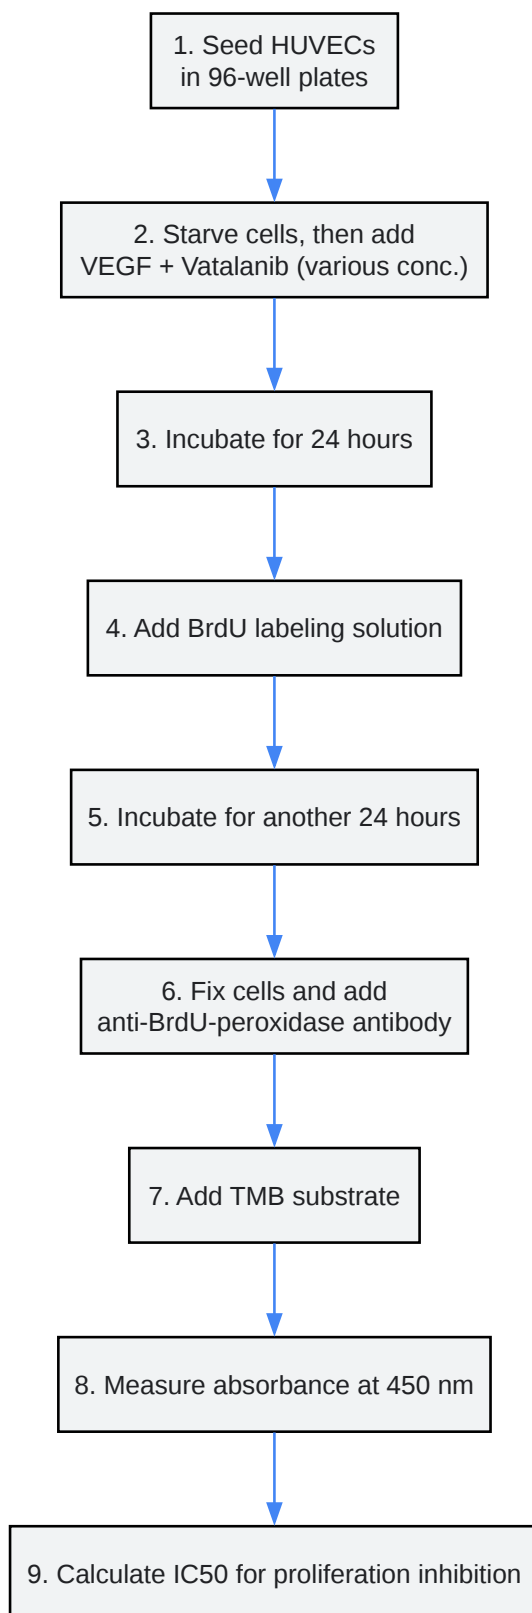 1. Seed HUVECs
in 96-well plates
2. Starve cells, then add
VEGF + Vatalanib (various conc.)
3. Incubate for 24 hours
4. Add BrdU labeling solution
5. Incubate for another 24 hours
6. Fix cells and add
anti-BrdU-peroxidase antibody
7. Add TMB substrate
8. Measure absorbance at 450 nm
9. Calculate IC50 for proliferation inhibition